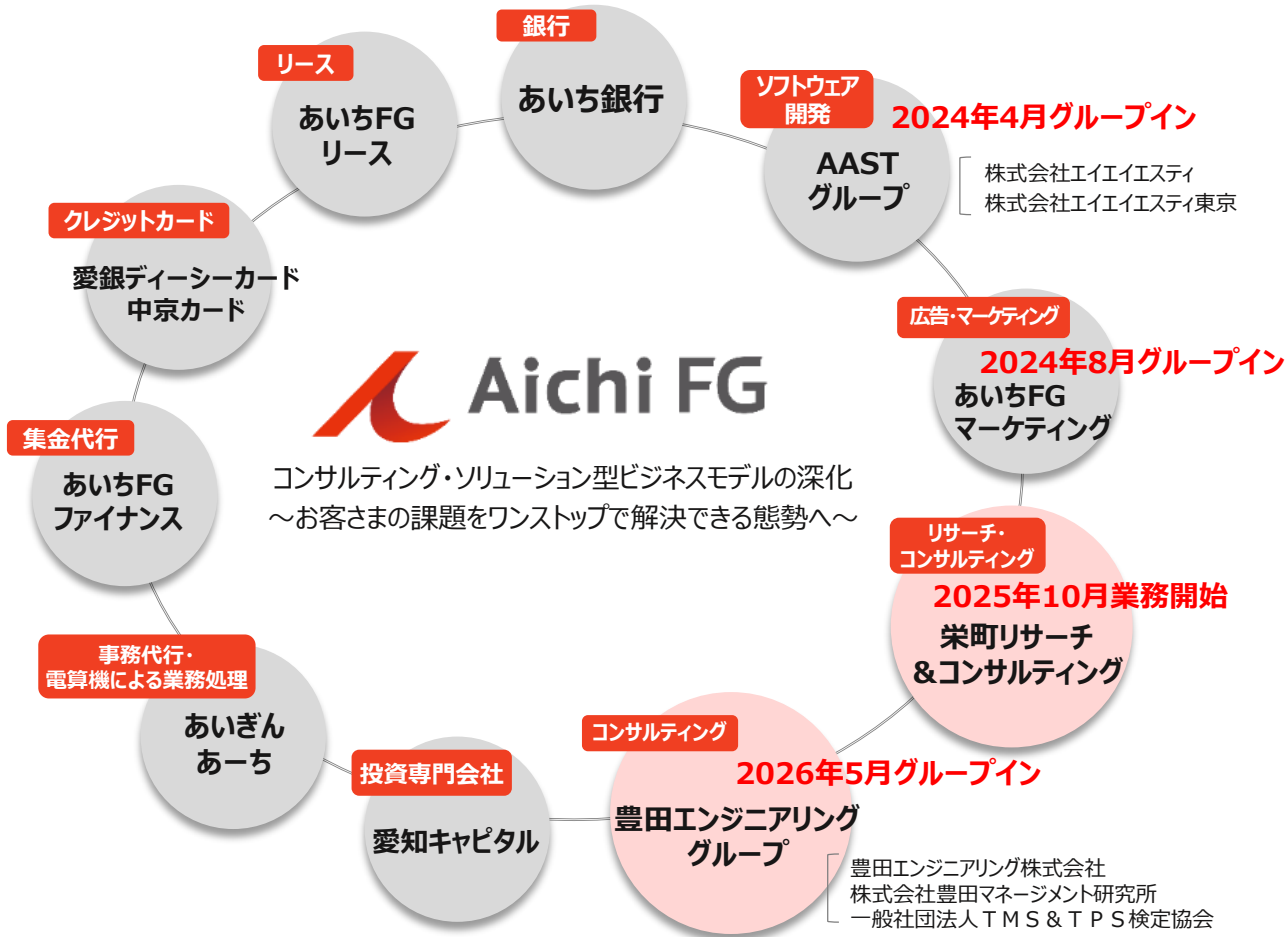 銀行
あいち銀行
ソフトウェア
開発
2024年4月グループイン
AAST
グループ
株式会社エイエイエスティ
株式会社エイエイエスティ東京
広告・マーケティング
2024年8月グループイン
あいちFG
マーケティング
リサーチ・
コンサルティング
2025年10月業務開始
栄町リサーチ
&コンサルティング
コンサルティング
2026年5月グループイン
豊田エンジニアリング
グループ
豊田エンジニアリング株式会社
株式会社豊田マネージメント研究所
一般社団法人TMS&TPS検定協会
投資専門会社
愛知キャピタル
事務代行・
電算機による業務処理
あいぎん
あーち
集金代行
あいちFG
ファイナンス
クレジットカード
愛銀ディーシーカード
中京カード
リース
あいちFG
リース
Aichi FG
コンサルティング・ソリューション型ビジネスモデルの深化
~お客さまの課題をワンストップで解決できる態勢へ~